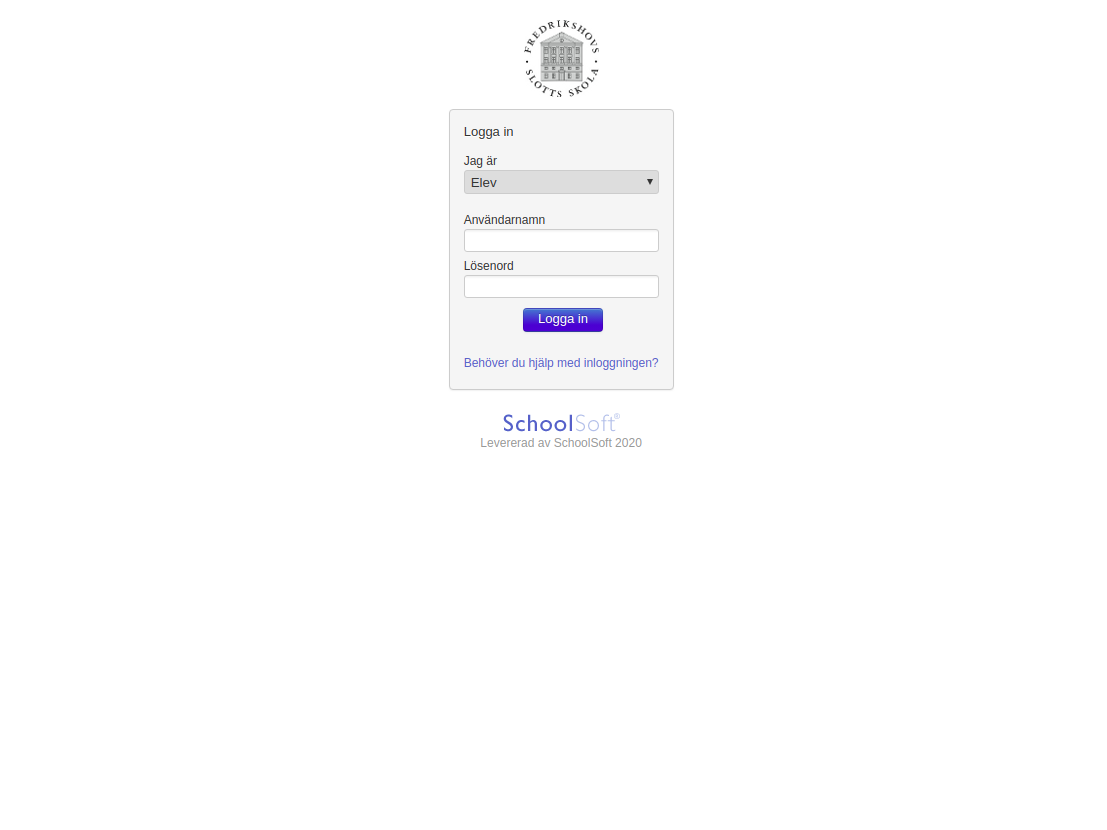 FREDRIKSHOVS
SLOTTS SKOLA
Logga in
Jag är
Elev
Användarnamn
Lösenord
Logga in
Behöver du hjälp med inloggningen?
SchoolSoft®
Levererad av SchoolSoft 2020